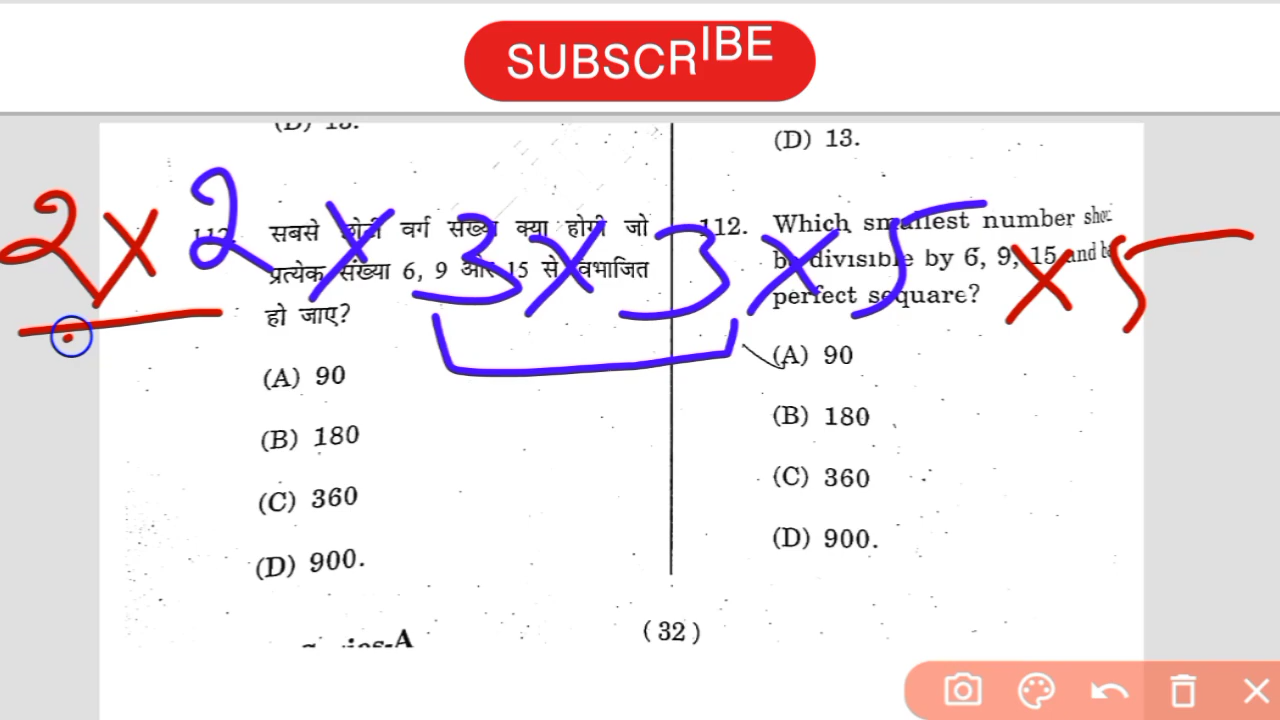 SUBSCRIBE
(D) 13.
सबसे छोटी वर्ग संख्या क्या होगी जो
प्रत्येक संख्या 6, 9 और 15 से विभाजित
हो जाए?
(A) 90
(B) 180
(C) 360
(D) 900.
(D) 13.
112. Which smallest number
be divisible by 6, 9, 15 and be
perfect square?
(A) 90
(B) 180
(C) 360
(D) 900.
2 x 2 x 3 x 3 x 5 x 5
(32)